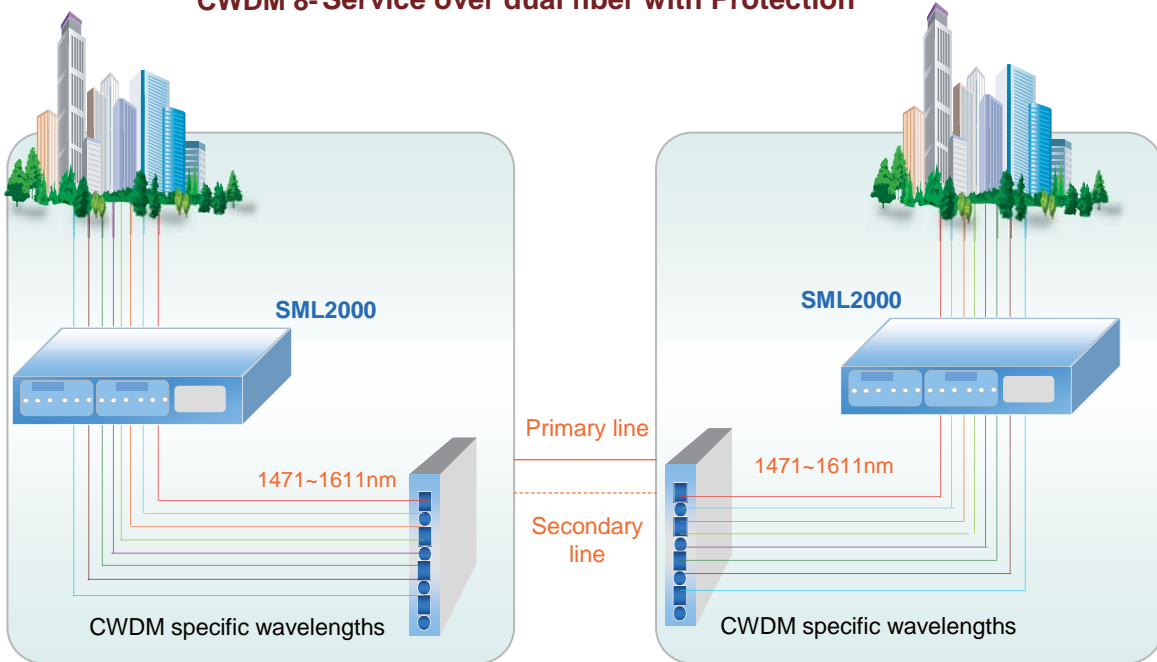 CWDM 8- Service over dual fiber with Protection
SML2000
SML2000
Primary line
1471~1611nm
1471~1611nm
Secondary
line
CWDM specific wavelengths
CWDM specific wavelengths